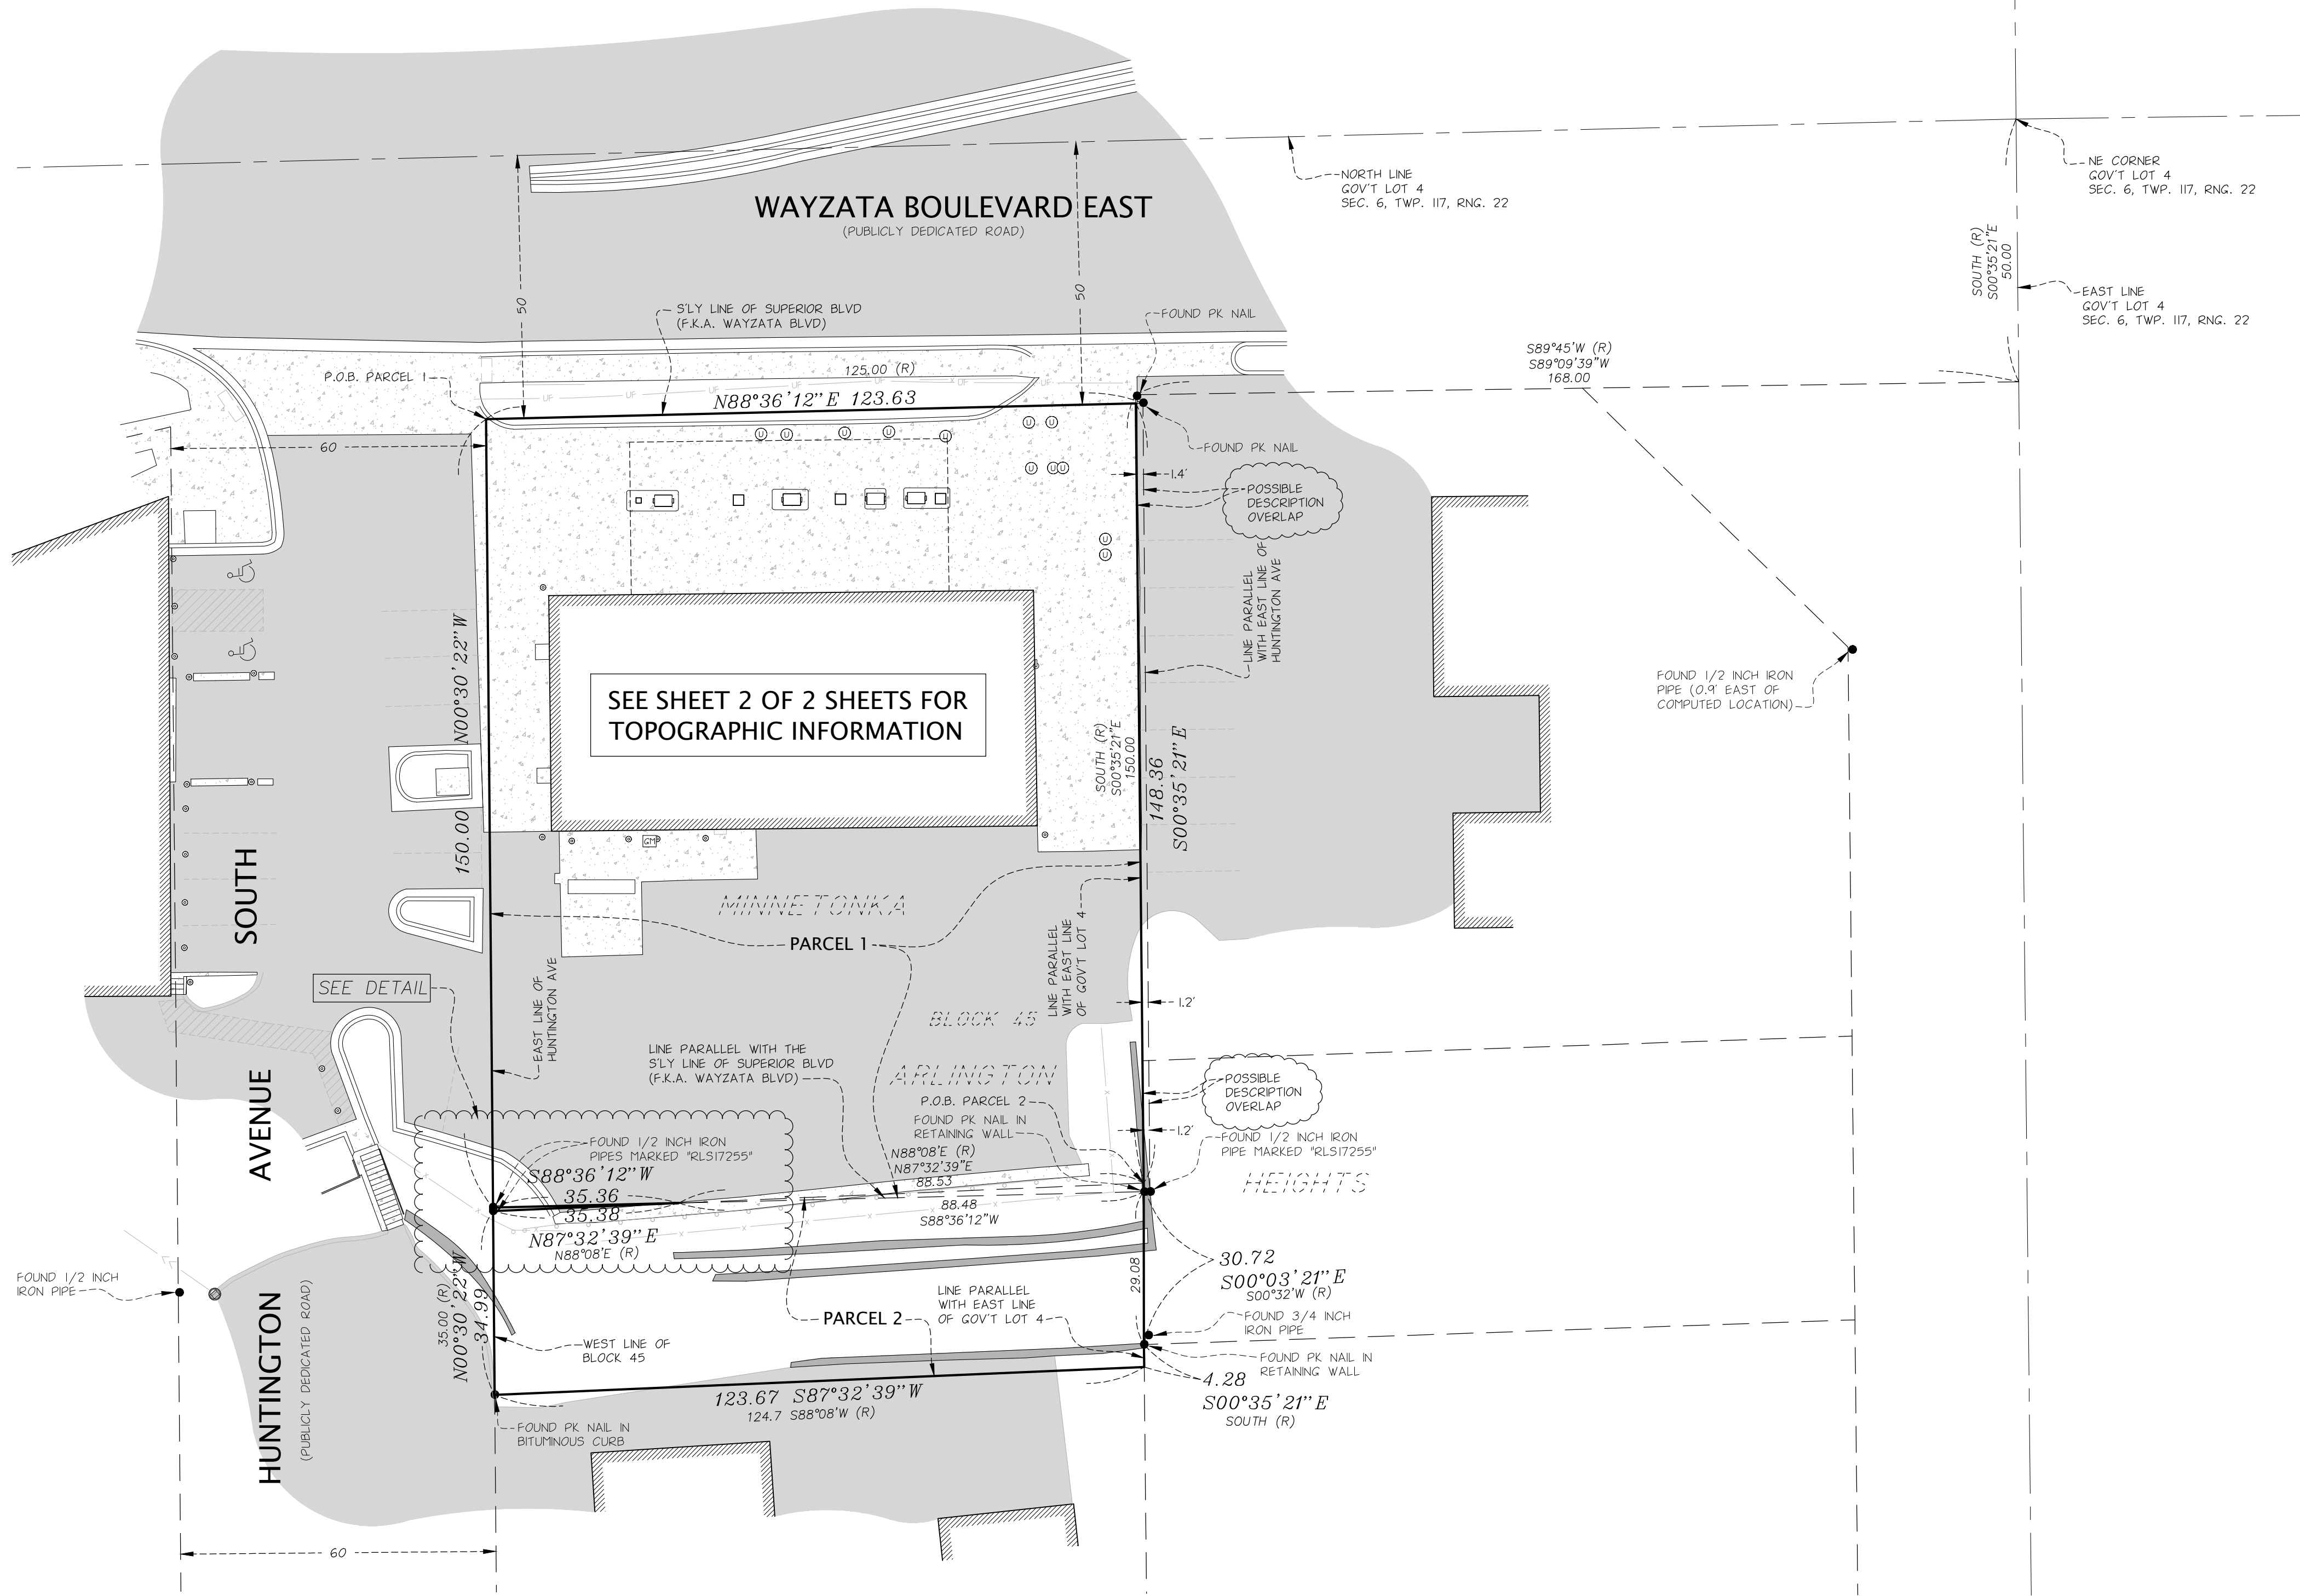 NORTH LINE
GOV'T LOT 4
SEC. 6, TWP. 117, RNG. 22
NE CORNER
GOV'T LOT 4
SEC. 6, TWP. 117, RNG. 22
WAYZATA BOULEVARD EAST
(PUBLICLY DEDICATED ROAD)
50
50
SOUTH (R)
S00°35'21"E
50.00
EAST LINE
GOV'T LOT 4
SEC. 6, TWP. 117, RNG. 22
S'LY LINE OF SUPERIOR BLVD
(F.K.A. WAYZATA BLVD)
FOUND PK NAIL
S89°45'W (R)
S89°09'39"W
168.00
P.O.B. PARCEL 1
125.00 (R)
UF
UF
UF
UF
UF
UF
N88°36'12"E 123.63
60
FOUND PK NAIL
U
U
U
U
U
U
U
U
U
U
U
U
1.4'
POSSIBLE
DESCRIPTION
OVERLAP
LINE PARALLEL
WITH EAST LINE OF
HUNTINGTON AVE
N00°30'22"W
150.00
SEE SHEET 2 OF 2 SHEETS FOR
TOPOGRAPHIC INFORMATION
FOUND 1/2 INCH IRON
PIPE (0.9' EAST OF
COMPUTED LOCATION)
SOUTH (R)
S00°35'21"E
150.00
148.36
S00°35'21"E
GM
SOUTH
MINNETONKA
PARCEL 1
LINE PARALLEL
WITH EAST LINE
OF GOV'T LOT 4
SEE DETAIL
EAST LINE OF
HUNTINGTON AVE
1.2'
BLOCK 45
LINE PARALLEL WITH THE
S'LY LINE OF SUPERIOR BLVD
(F.K.A. WAYZATA BLVD)
ARLINGTON
POSSIBLE
DESCRIPTION
OVERLAP
AVENUE
P.O.B. PARCEL 2
FOUND PK NAIL IN
RETAINING WALL
1.2'
FOUND 1/2 INCH IRON
PIPE MARKED "RLS17255"
FOUND 1/2 INCH IRON
PIPES MARKED "RLS17255"
N88°08'E (R)
N87°32'39"E
88.53
HEIGHTS
S88°36'12"W
35.36
35.38
N87°32'39"E
N88°08'E (R)
88.48
S88°36'12"W
30.72
S00°03'21"E
S00°32'W (R)
29.08
FOUND 1/2 INCH
IRON PIPE
35.00 (R)
N00°30'22"W
34.99
LINE PARALLEL
WITH EAST LINE
OF GOV'T LOT 4
PARCEL 2
FOUND 3/4 INCH
IRON PIPE
HUNTINGTON
(PUBLICLY DEDICATED ROAD)
WEST LINE OF
BLOCK 45
FOUND PK NAIL IN
RETAINING WALL
4.28
S00°35'21"E
SOUTH (R)
123.67 S87°32'39"W
124.7 S88°08'W (R)
FOUND PK NAIL IN
BITUMINOUS CURB
60